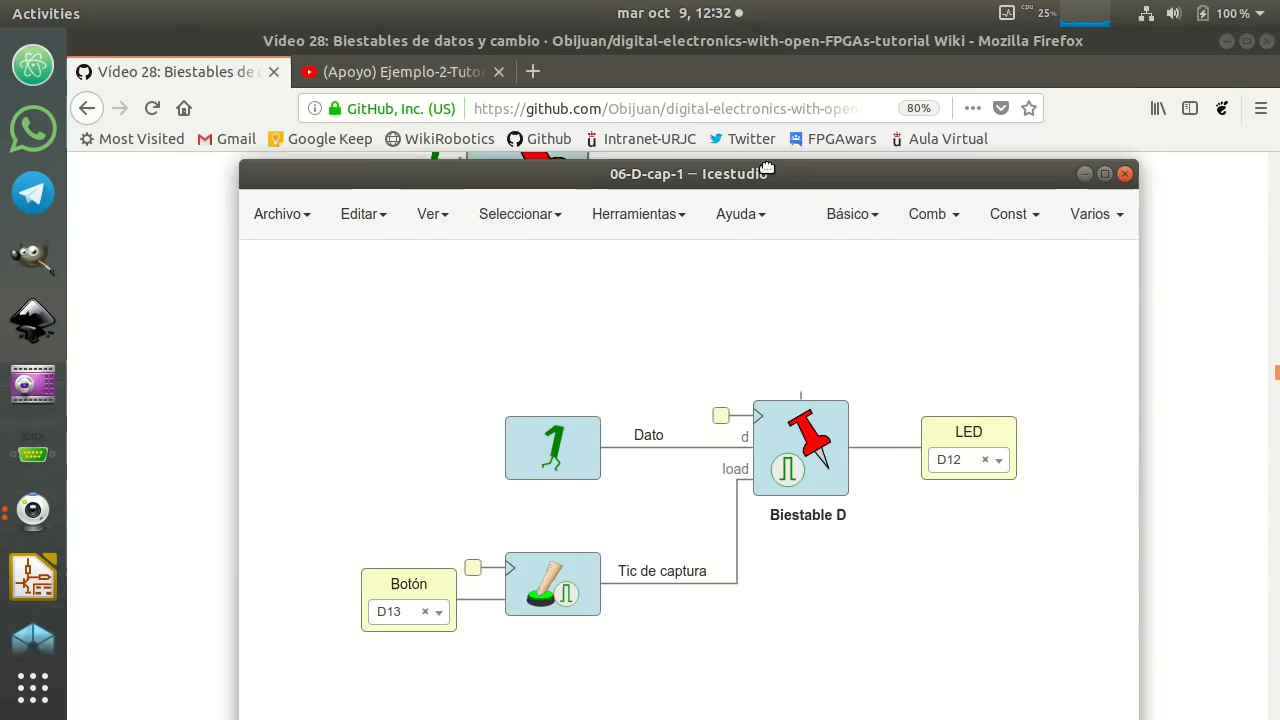 Activities
mar oct 9, 12:32
cpu 25%
100 %
Vídeo 28: Biestables de datos y cambio · Obijuan/digital-electronics-with-open-FPGAs-tutorial Wiki - Mozilla Firefox
Vídeo 28: Biestables de
(Apoyo) Ejemplo-2-Tutor
GitHub, Inc. (US)
https://github.com/Obijuan/digital-electronics-with-open-
80%
Most Visited
Gmail
Google Keep
WikiRobotics
Github
Intranet-URJC
Twitter
FPGAwars
Aula Virtual
06-D-cap-1 — Icestudio
Archivo
Editar
Ver
Seleccionar
Herramientas
Ayuda
Básico
Comb
Const
Varios
1
Dato
d
load
LED
D12
Biestable D
Botón
D13
Tic de captura